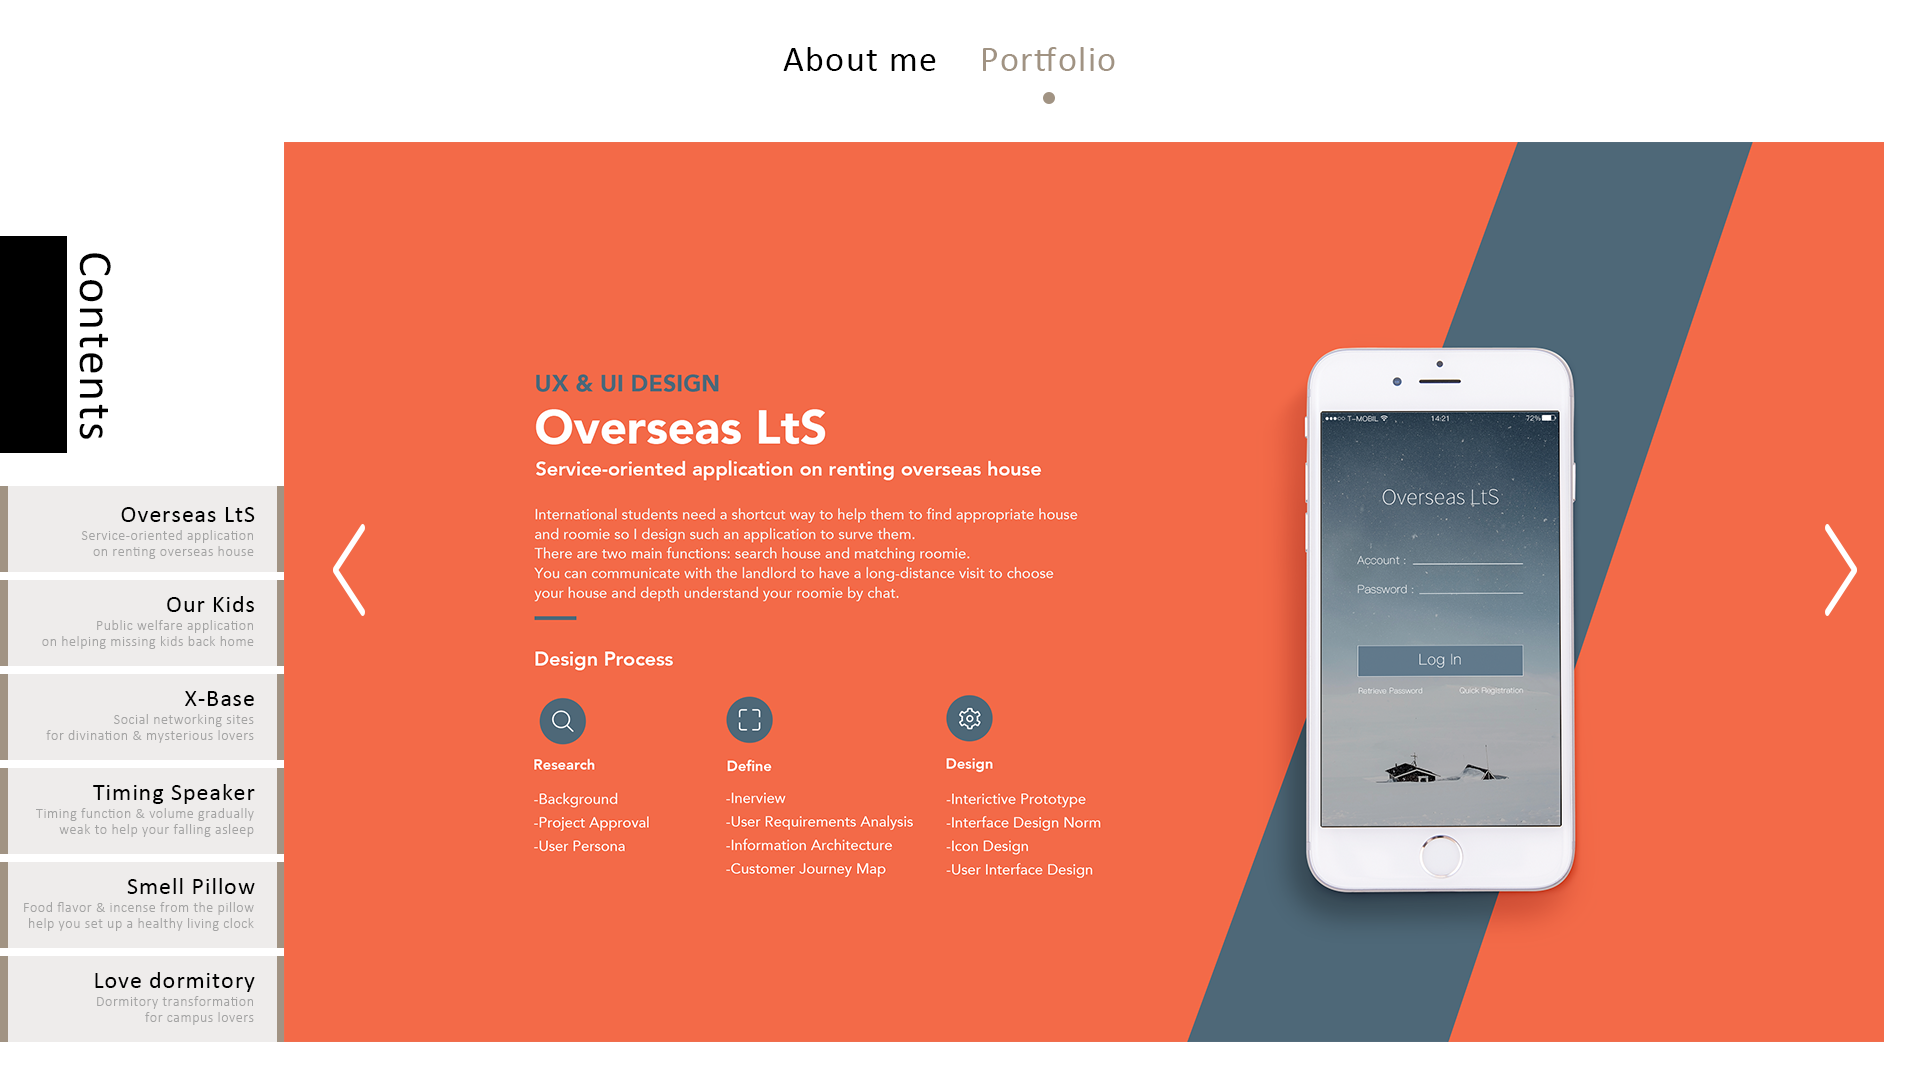 About me
Portfolio
Contents
Overseas LtS
Service-oriented application
on renting overseas house
Our Kids
Public welfare application
on helping missing kids back home
X-Base
Social networking sites
for divination & mysterious lovers
Timing Speaker
Timing function & volume gradually
weak to help your falling asleep
Smell Pillow
Food flavor & incense from the pillow
help you set up a healthy living clock
Love dormitory
Dormitory transformation
for campus lovers
UX & UI DESIGN
Overseas LtS
Service-oriented application on renting overseas house
International students need a shortcut way to help them to find appropriate house
and roomie so I design such an application to surve them.
There are two main functions: search house and matching roomie.
You can communicate with the landlord to have a long-distance visit to choose
your house and depth understand your roomie by chat.
Design Process
Research
-Background
-Project Approval
-User Persona
Define
-Inerview
-User Requirements Analysis
-Information Architecture
-Customer Journey Map
Design
-Interictive Prototype
-Interface Design Norm
-Icon Design
-User Interface Design
T-MOBIL 14:21 72%
Overseas LtS
Account :
Password :
Log In
Retrieve Password Quick Registration